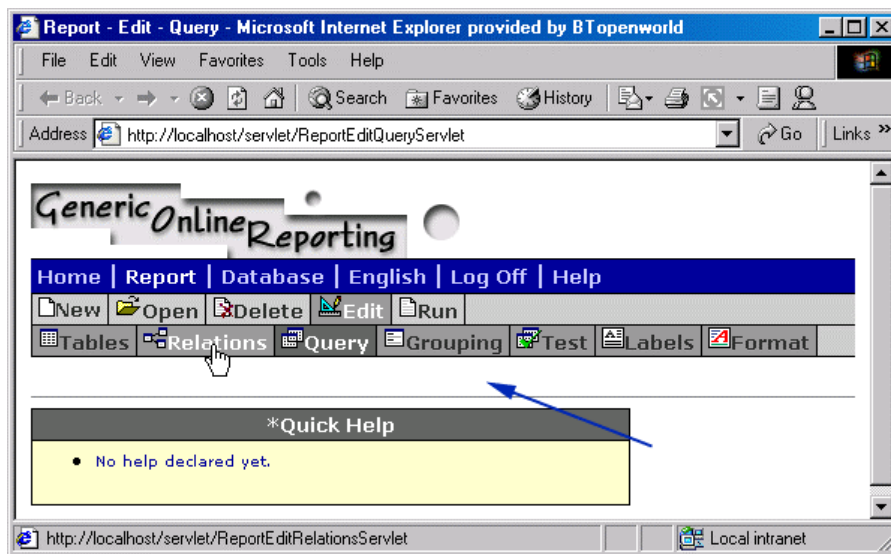 Report - Edit - Query - Microsoft Internet Explorer provided by BTopenworld
File Edit View Favorites Tools Help
Back Search Favorites History
Address http://localhost/servlet/ReportEditQueryServlet Go Links »
Generic Online Reporting
Home | Report | Database | English | Log Off | Help
New Open Delete Edit Run
Tables Relations Query Grouping Test Labels Format
*Quick Help
• No help declared yet.
http://localhost/servlet/ReportEditRelationsServlet Local intranet